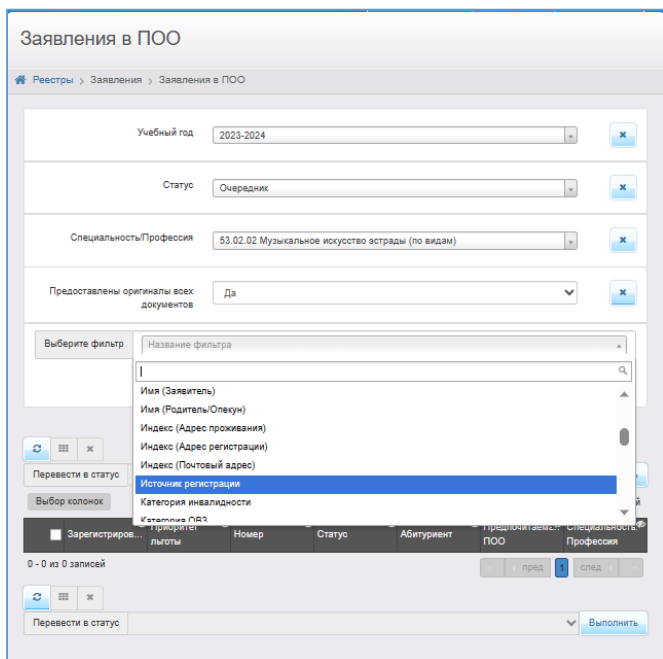 Заявления в ПОО
Реестры > Заявления > Заявления в ПОО
Учебный год
2023-2024
Статус
Очередник
Специальность/Профессия
53.02.02 Музыкальное искусство эстрады (по видам)
Предоставлены оригиналы всех
документов
Да
Выберите фильтр
Название фильтра
Имя (Заявитель)
Имя (Родитель/Опекун)
Индекс (Адрес проживания)
Индекс (Адрес регистрации)
Индекс (Почтовый адрес)
Источник регистрации
Категория инвалидности
Категория ОВЗ
Перевести в статус
Выбор колонок
й
Зарегистриров...
Приоритет
льготы
Номер
Статус
Абитуриент
ПОО
Специальность.
Профессия
0 - 0 из 0 записей
пред
1
след
Перевести в статус
Выполнить